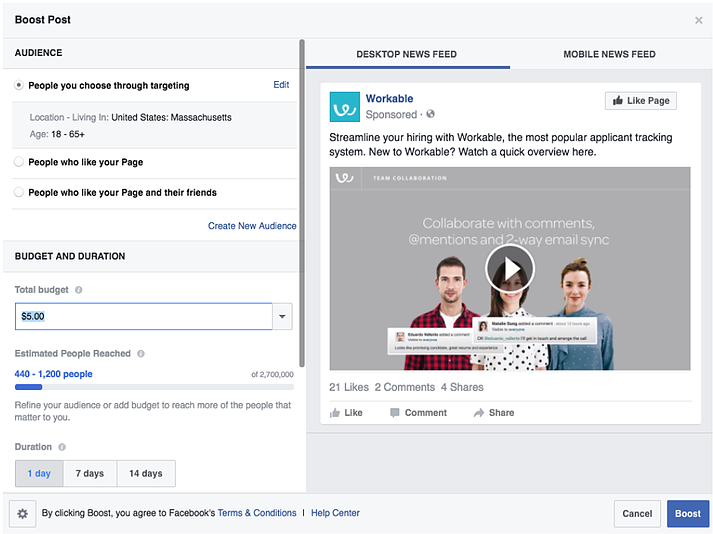 Boost Post
AUDIENCE
People you choose through targeting
Edit
Location - Living In: United States: Massachusetts
Age: 18 - 65+
People who like your Page
People who like your Page and their friends
Create New Audience
BUDGET AND DURATION
Total budget
$5.00
Estimated People Reached
440 - 1,200 people
of 2,700,000
Refine your audience or add budget to reach more of the people that
matter to you.
Duration
1 day
7 days
14 days
DESKTOP NEWS FEED
MOBILE NEWS FEED
Workable
Sponsored ·
Like Page
Streamline your hiring with Workable, the most popular applicant tracking
system. New to Workable? Watch a quick overview here.
TEAM COLLABORATION
Collaborate with comments,
@mentions and 2-way email sync
Eduardo Vallente added a comment
Visible to everyone
Looks like promising candidate, great resume and experience
Natalie Sung added a comment - about 12 hours ago
Visible to everyone
I'll get in touch and arrange the call
21 Likes 2 Comments 4 Shares
Like
Comment
Share
By clicking Boost, you agree to Facebook's Terms & Conditions I Help Center
Cancel
Boost